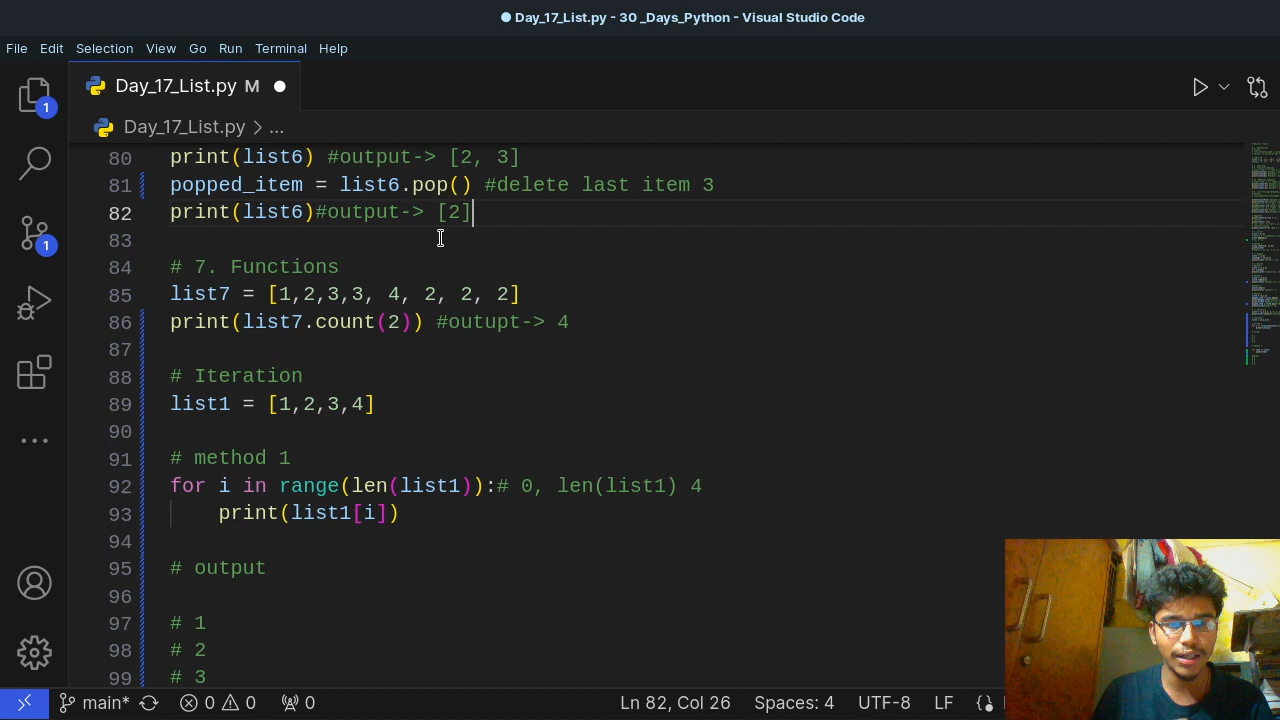 Day_17_List.py - 30 _Days_Python - Visual Studio Code
File Edit Selection View Go Run Terminal Help
Day_17_List.py M
Day_17_List.py > ...
80 print(list6) #output-> [2, 3]
81 popped_item = list6.pop() #delete last item 3
82 print(list6)#output-> [2]
83
84 # 7. Functions
85 list7 = [1,2,3,3, 4, 2, 2, 2]
86 print(list7.count(2)) #outupt-> 4
87
88 # Iteration
89 list1 = [1,2,3,4]
90
91 # method 1
92 for i in range(len(list1)):# 0, len(list1) 4
93 print(list1[i])
94
95 # output
96
97 # 1
98 # 2
99 # 3
1
1
main* 0 0 0 Ln 82, Col 26 Spaces: 4 UTF-8 LF {}